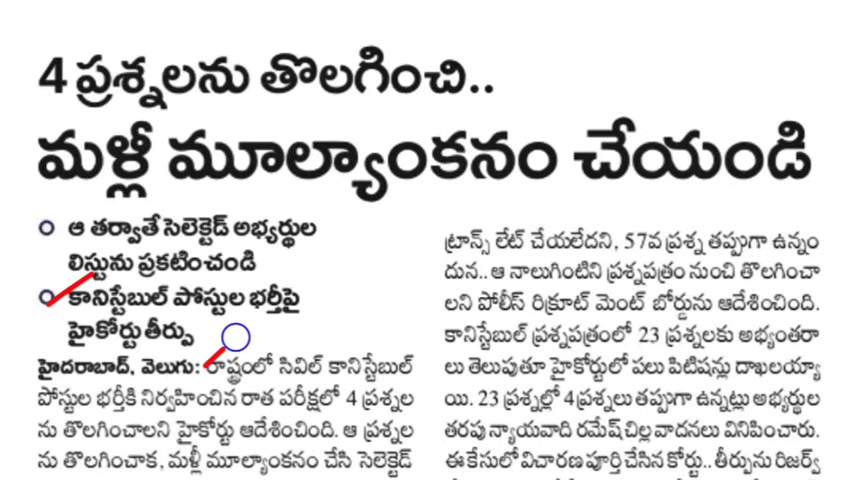 4 ప్రశ్నలను తొలగించి..
మళ్లీ మూల్యాంకనం చేయండి
ఆ తర్వాతే సెలెక్టెడ్ అభ్యర్థుల
లిస్టును ప్రకటించండి
కానిస్టేబుల్ పోస్టుల భర్తీపై
హైకోర్టు తీర్పు
హైదరాబాద్, వెలుగు: రాష్ట్రంలో సివిల్ కానిస్టేబుల్
పోస్టుల భర్తీకి నిర్వహించిన రాత పరీక్షలో 4 ప్రశ్నల
ను తొలగించాలని హైకోర్టు ఆదేశించింది. ఆ ప్రశ్నల
ను తొలగించాక, మళ్లీ మూల్యాంకనం చేసి సెలెక్టెడ్
ట్రాన్స్ లేట్ చేయలేదని, 57వ ప్రశ్న తప్పుగా ఉన్నం
దున.. ఆ నాలుగింటిని ప్రశ్నపత్రం నుంచి తొలగించా
లని పోలీస్ రిక్రూట్ మెంట్ బోర్డును ఆదేశించింది.
కానిస్టేబుల్ ప్రశ్నపత్రంలో 23 ప్రశ్నలకు అభ్యంతరా
లు తెలుపుతూ హైకోర్టులో పలు పిటిషన్లు దాఖలయ్యా
యి. 23 ప్రశ్నల్లో 4 ప్రశ్నలు తప్పుగా ఉన్నట్లు అభ్యర్థుల
తరపు న్యాయవాది రమేష్ చిల్ల వాదనలు వినిపించారు.
ఈ కేసులో విచారణ పూర్తి చేసిన కోర్టు.. తీర్పును రిజర్వ్